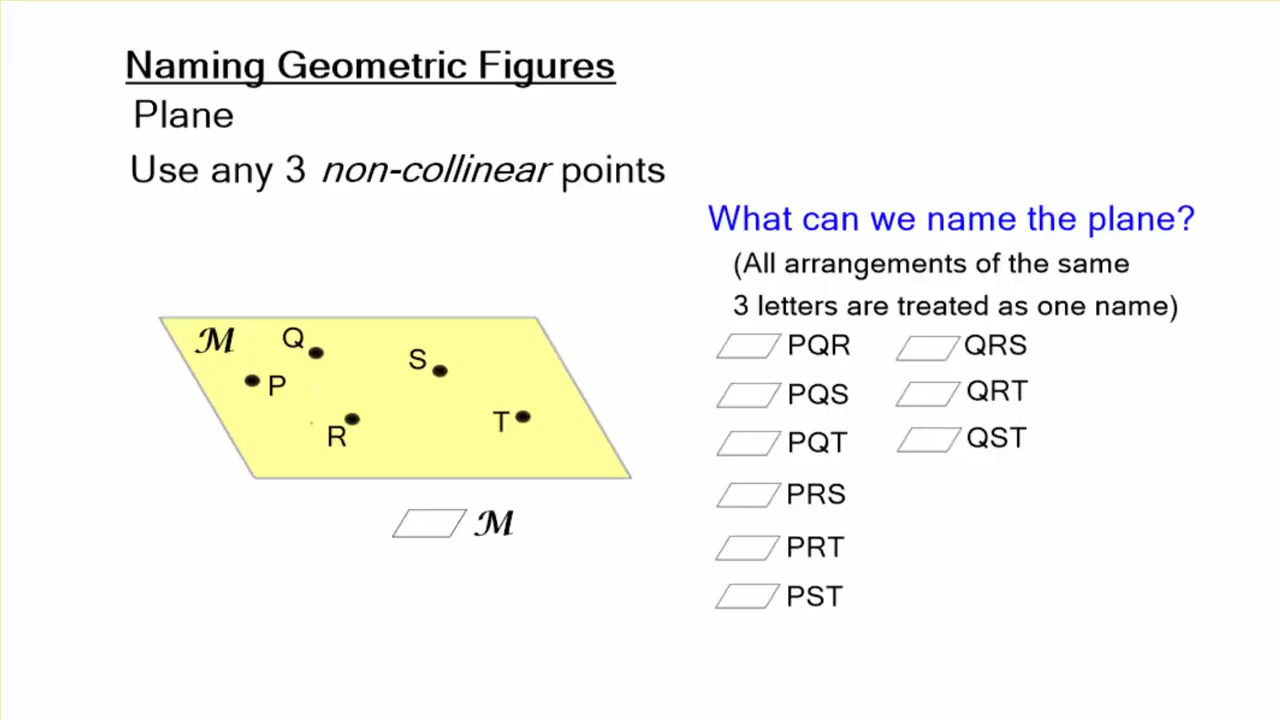 Naming Geometric Figures
Plane
Use any 3 non-collinear points
What can we name the plane?
(All arrangements of the same
3 letters are treated as one name)
M
Q
S
P
R
T
M
PQR
PQS
PQT
PRS
PRT
PST
QRS
QRT
QST